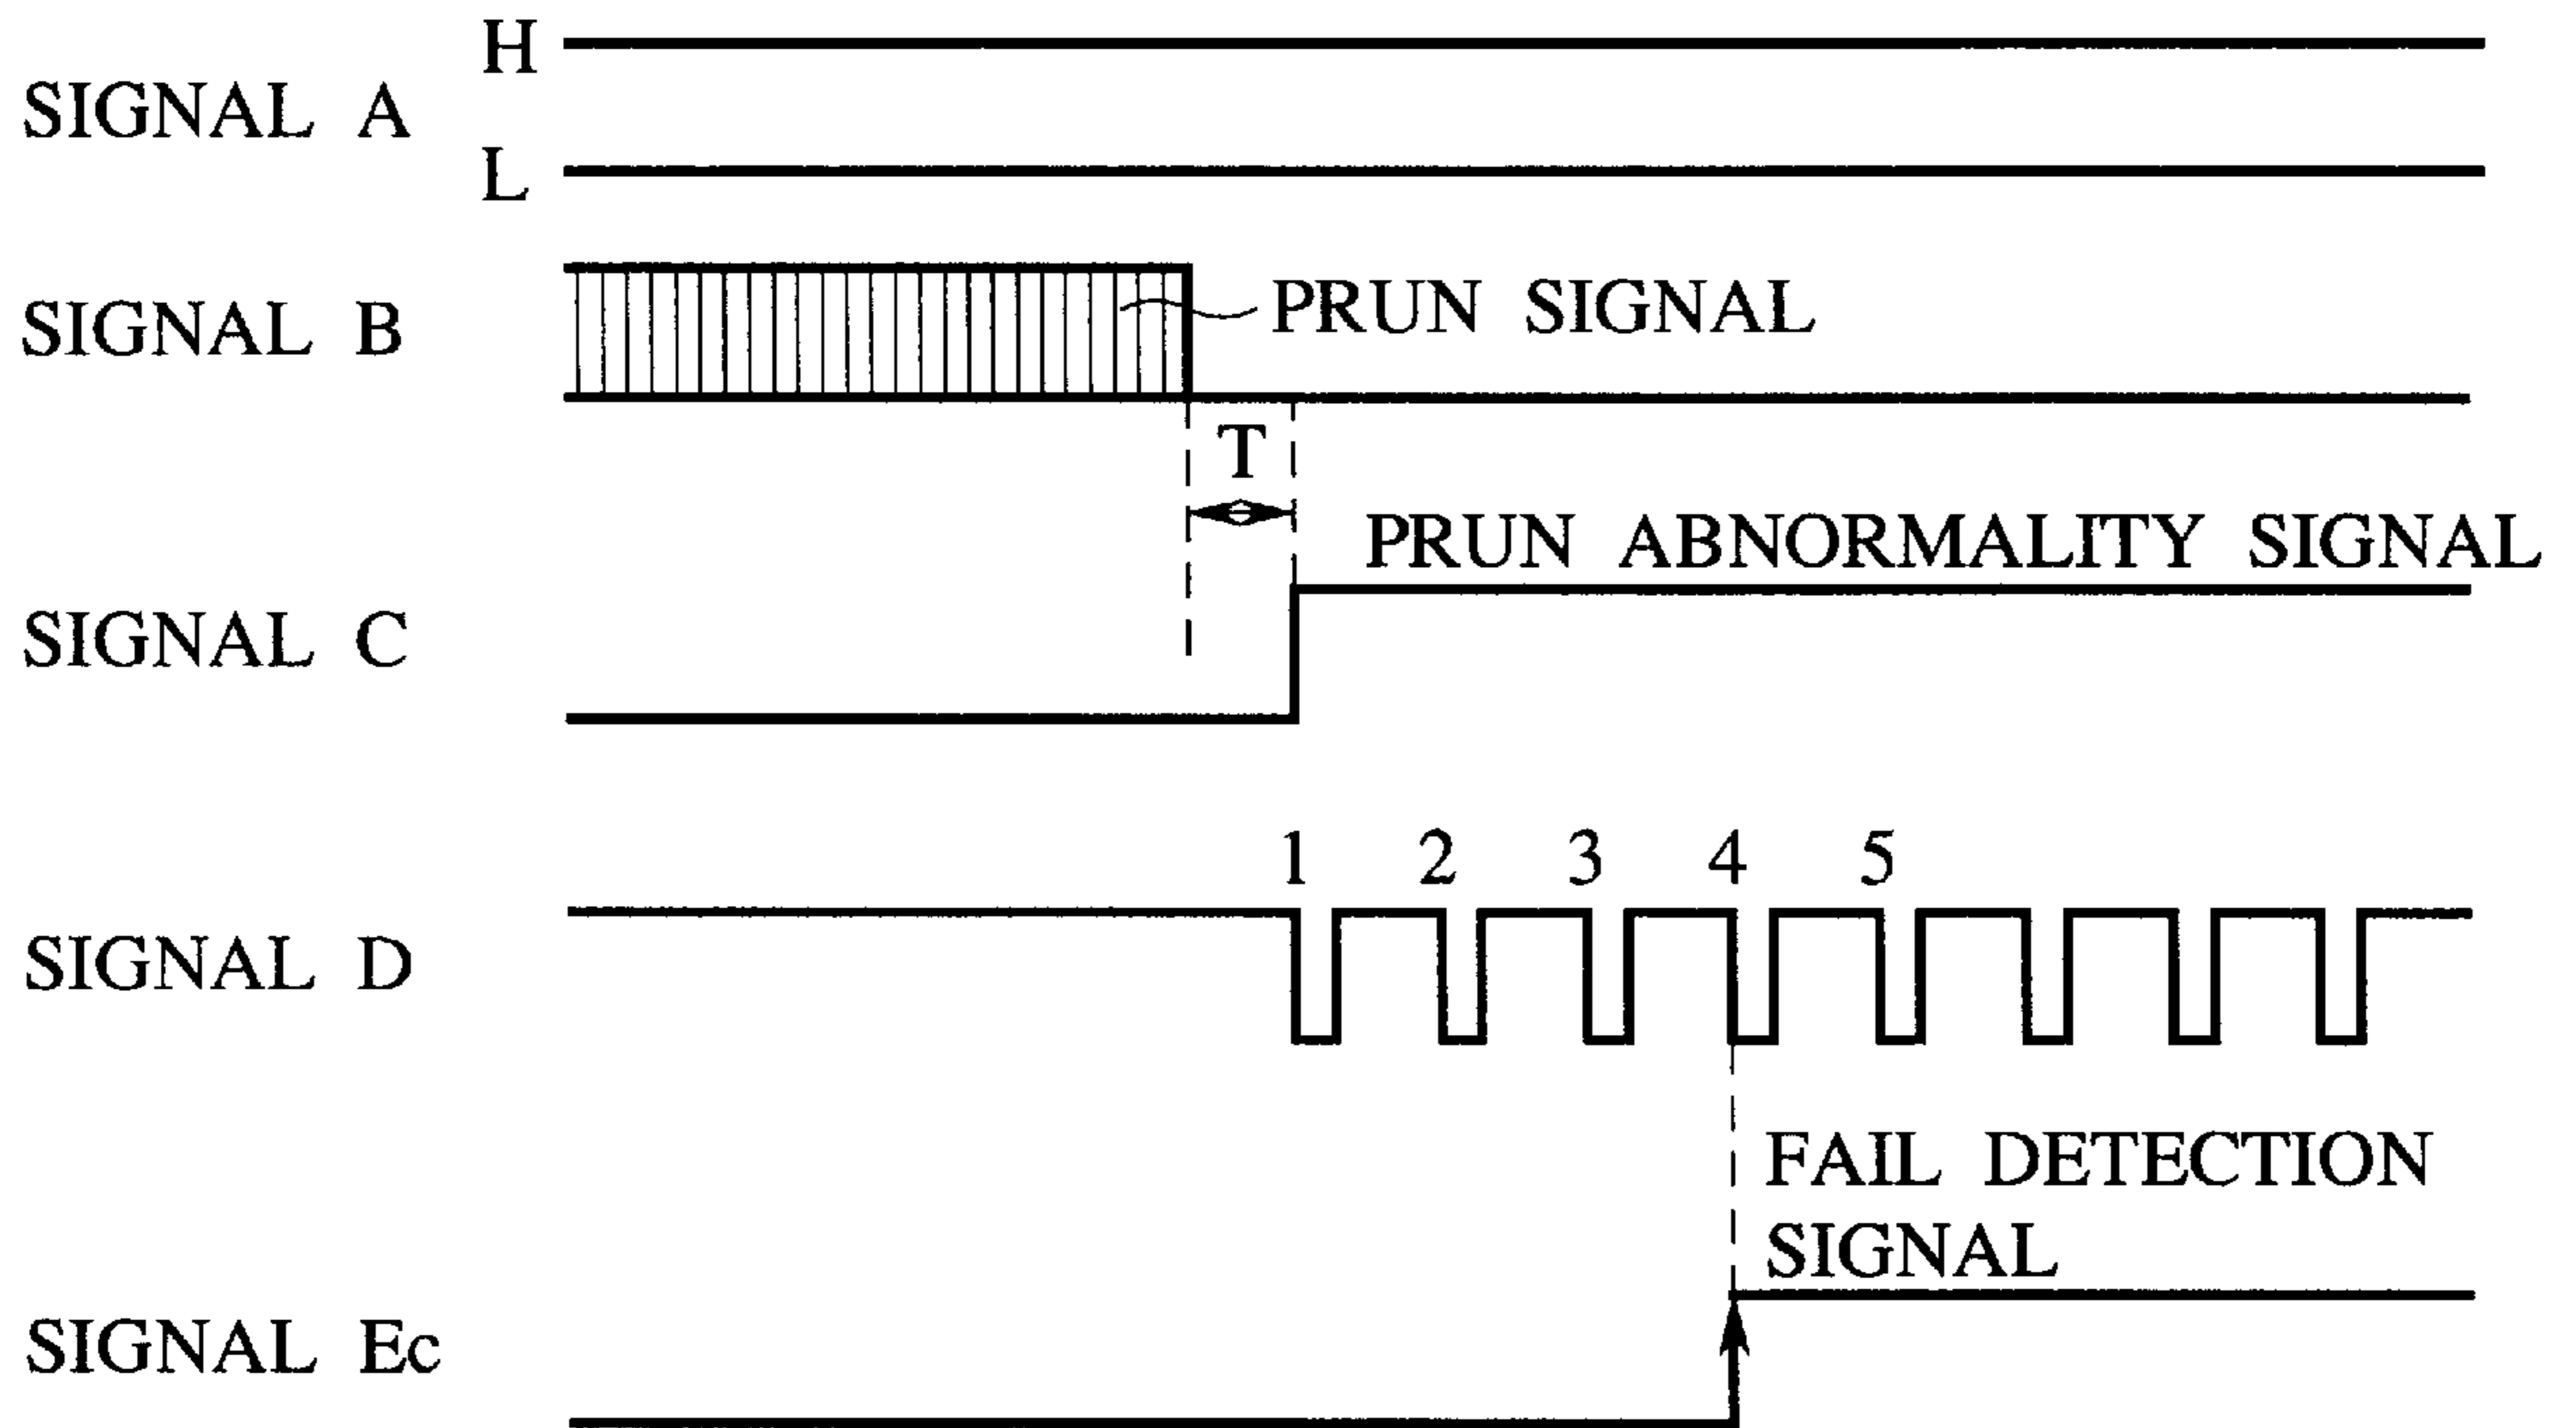 H
SIGNAL A
L
SIGNAL B
PRUN SIGNAL
T
PRUN ABNORMALITY SIGNAL
SIGNAL C
1 2 3 4 5
SIGNAL D
FAIL DETECTION
SIGNAL
SIGNAL Ec